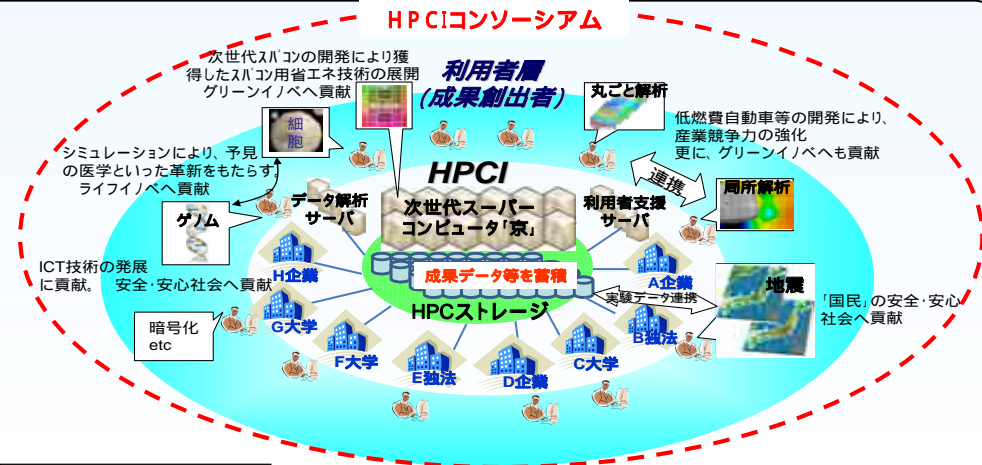 HPCIコンソーシアム
次世代スパコンの開発により獲
得したスパコン用省エネ技術の展開
グリーンイノベへ貢献
利用者層
(成果創出者)
丸ごと解析
低燃費自動車等の開発により、
産業競争力の強化
更に、グリーンイノベへも貢献
細
胞
シミュレーションにより、予見
の医学といった革新をもたらす。
ライフイノベへ貢献
HPCI
連携
局所解析
データ解析
サーバ
次世代スーパー
コンピュータ「京」
利用者支援
サーバ
ゲノム
成果データ等を蓄積
HPCストレージ
ICT技術の発展
に貢献。 安全・安心社会へ貢献
H企業
A企業
地震
実験データ連携
「国民」の安全・安心
社会へ貢献
暗号化
etc
G大学
F大学
E独法
D企業
C大学
B独法